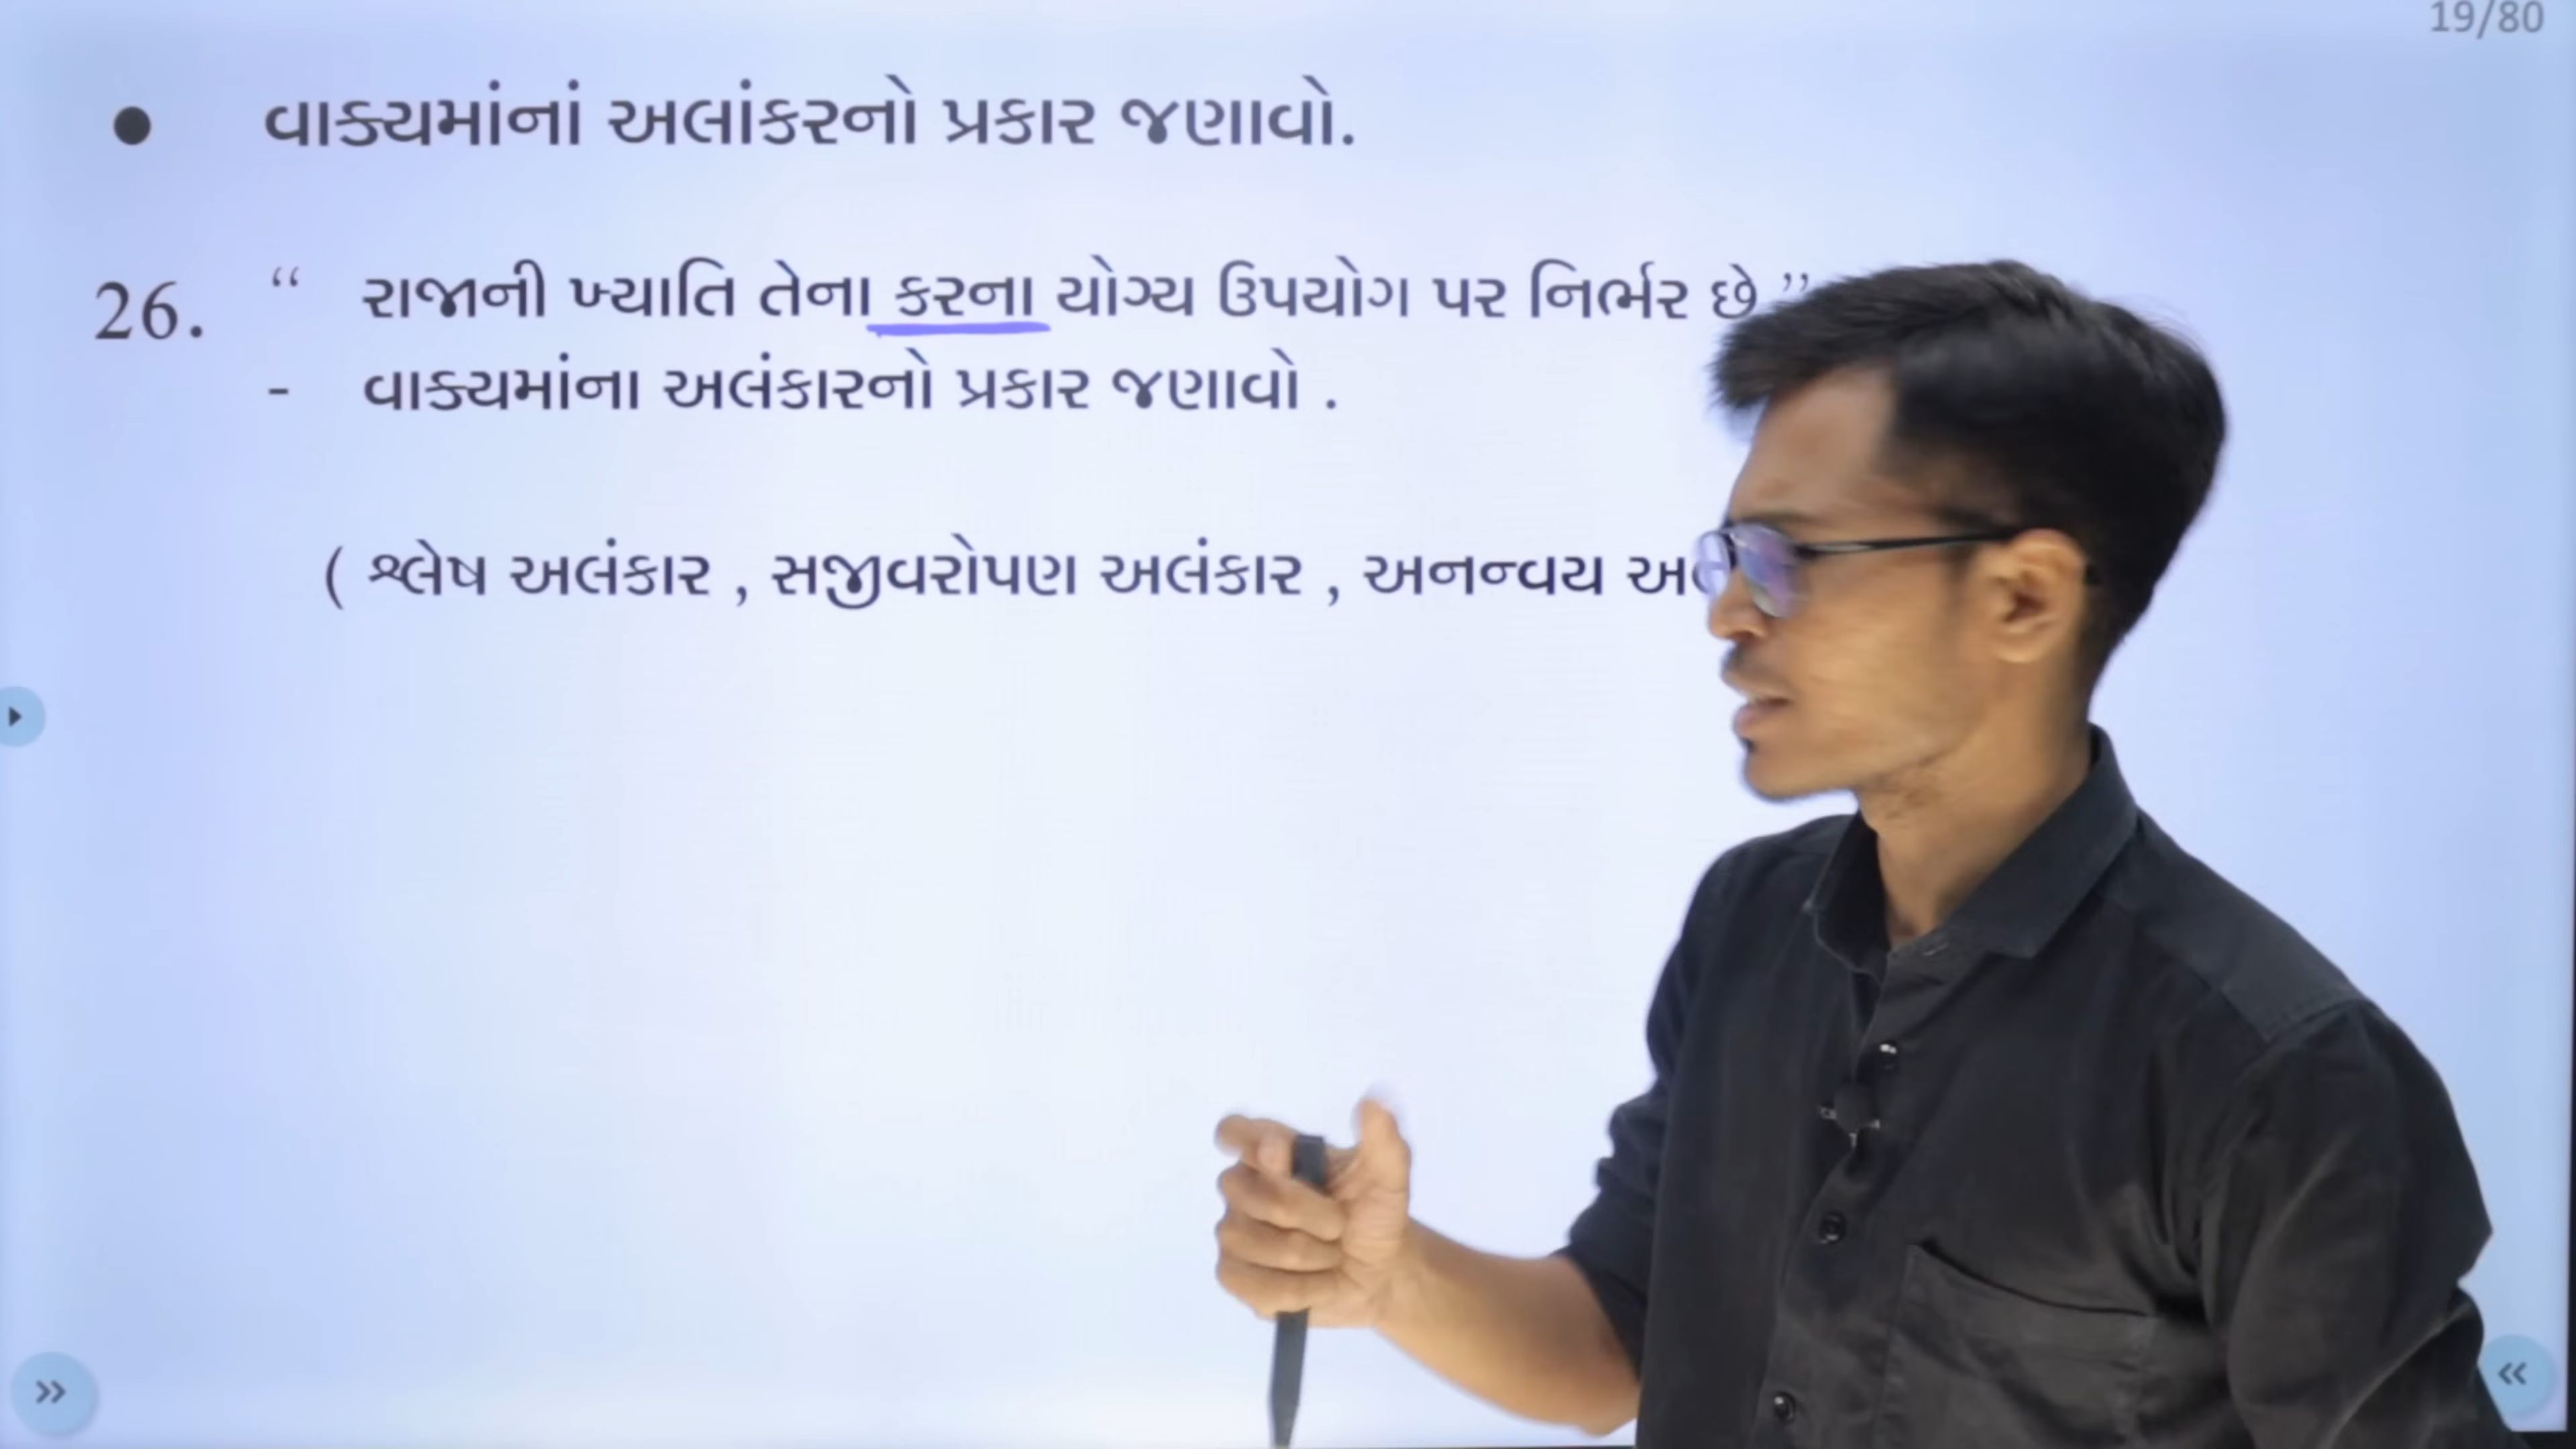 19/80
● વાક્યમાંનાં અલાંકરનો પ્રકાર જણાવો.
26. “ રાજાની ખ્યાતિ તેના કરના યોગ્ય ઉપયોગ પર નિર્ભર છે ”
- વાક્યમાંના અલંકારનો પ્રકાર જણાવો .
( શ્લેષ અલંકાર , સજીવરોપણ અલંકાર , અનન્વય